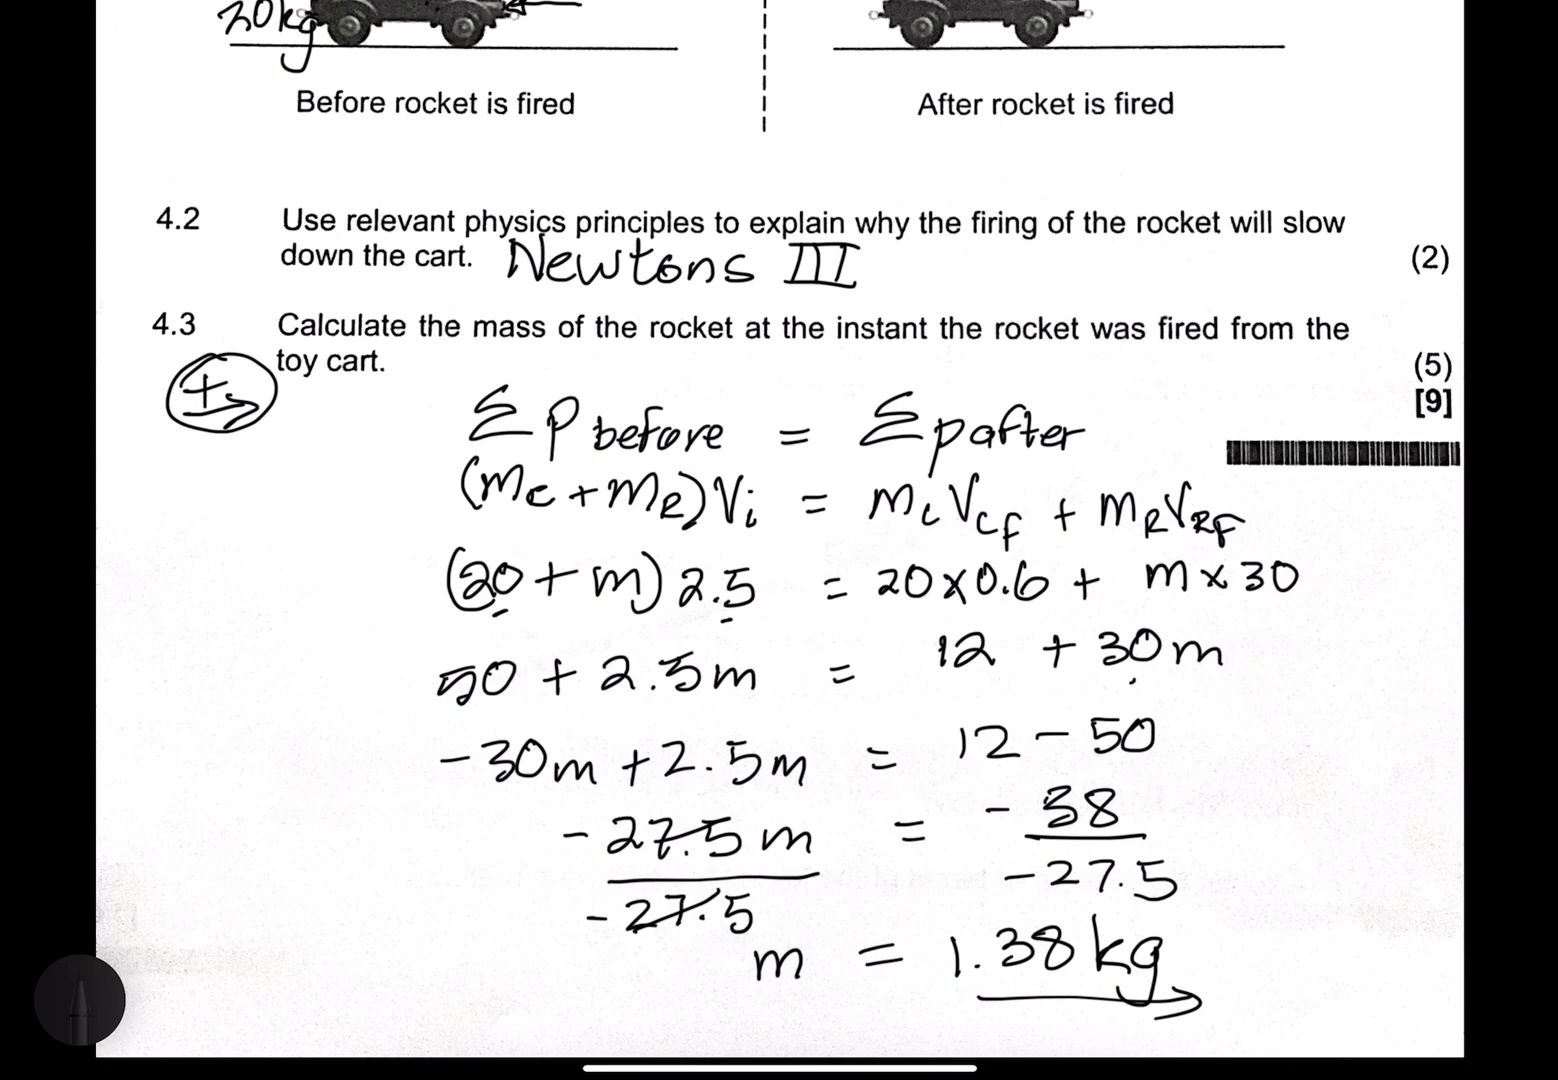 20kg
Before rocket is fired
After rocket is fired
4.2 Use relevant physics principles to explain why the firing of the rocket will slow
down the cart. Newtons III (2)
4.3 Calculate the mass of the rocket at the instant the rocket was fired from the
toy cart. (5)
[9]
+→
Σp before = Σp after
(mc + mR)Vi = mcVcf + mRVRF
(20 + m) 2.5 = 20 × 0.6 + m × 30
50 + 2.5m = 12 + 30m
-30m + 2.5m = 12 - 50
-27.5m = -38
-27.5 -27.5
m = 1.38kg